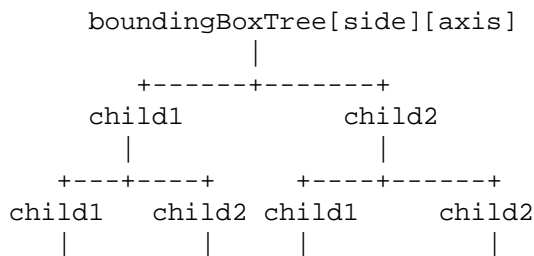 boundingBoxTree[side][axis]
|
+------+-------+
child1 child2
| |
+---+----+ +----+------+
child1 child2 child1 child2
| | | |